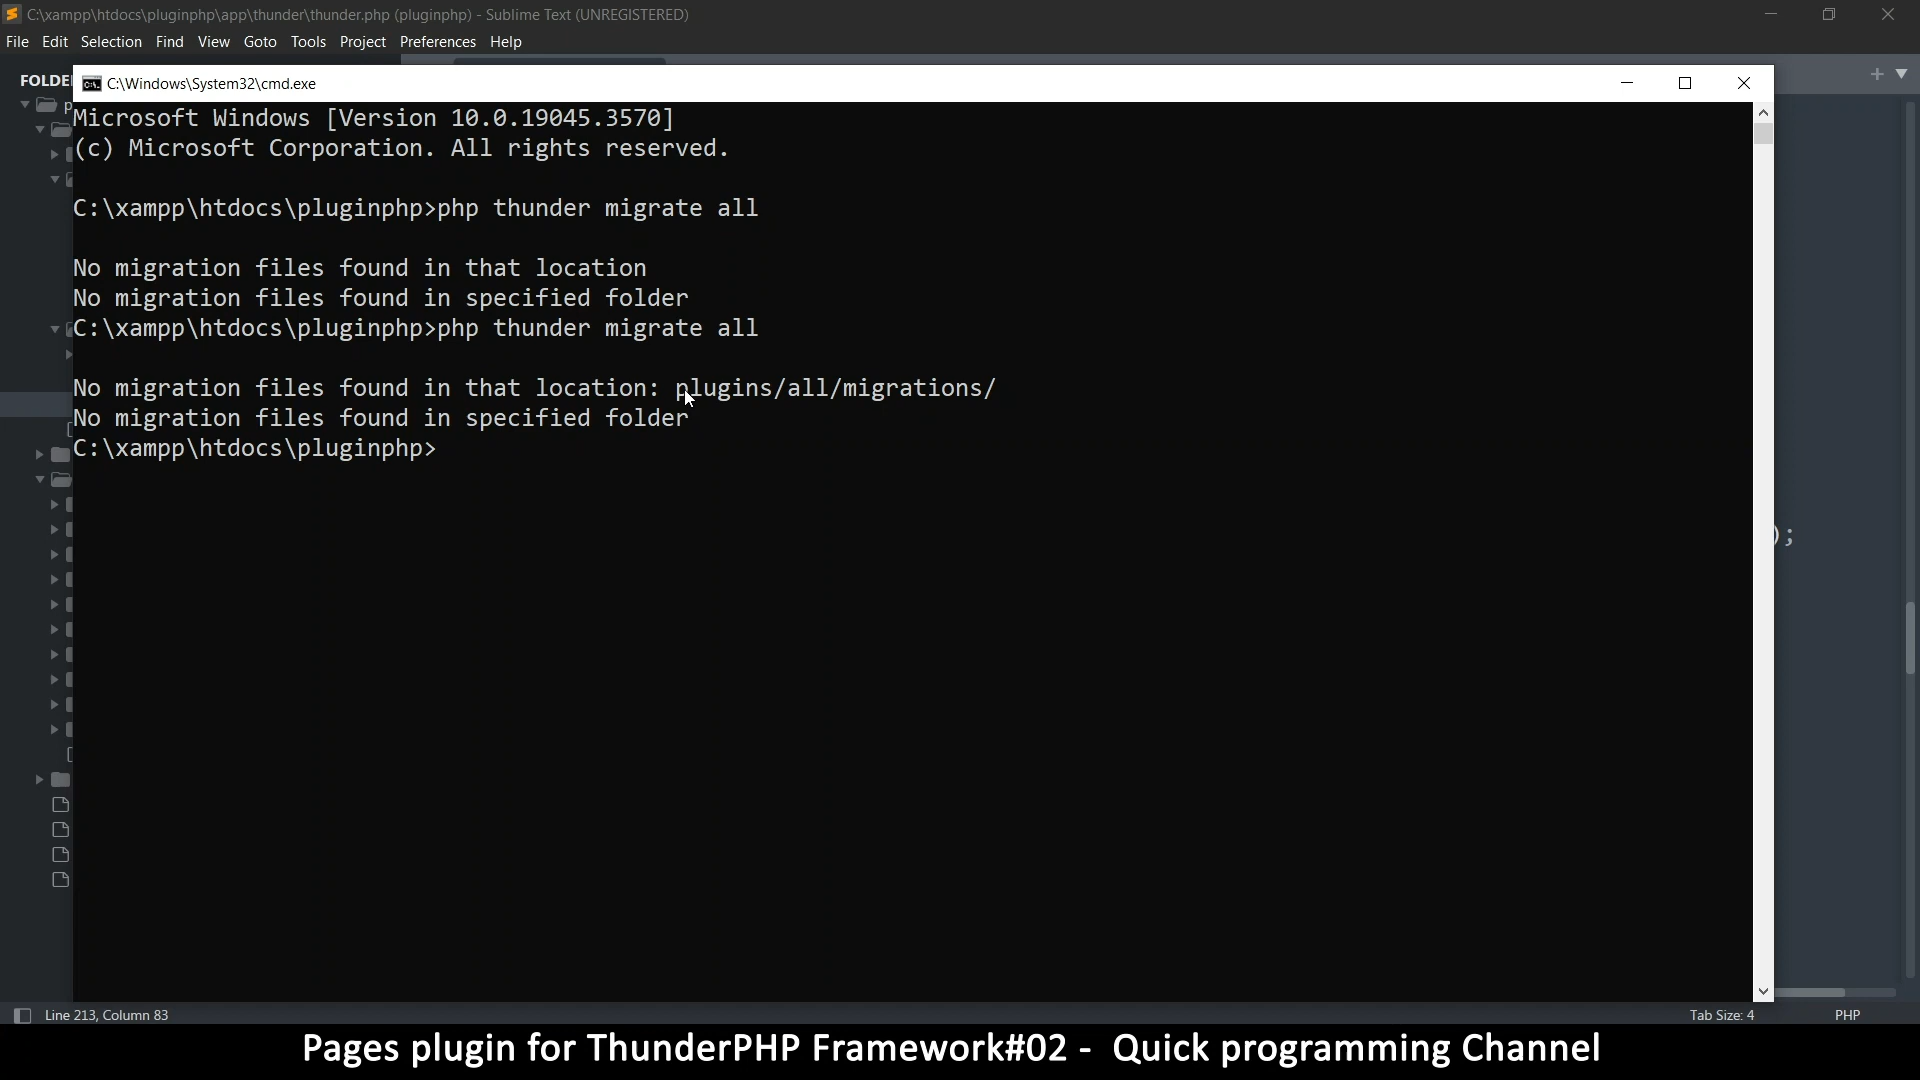 C:\xampp\htdocs\pluginphp\app\thunder\thunder.php (pluginphp) - Sublime Text (UNREGISTERED)
File Edit Selection Find View Goto Tools Project Preferences Help
C:\Windows\System32\cmd.exe
Microsoft Windows [Version 10.0.19045.3570]
(c) Microsoft Corporation. All rights reserved.
C:\xampp\htdocs\pluginphp>php thunder migrate all
No migration files found in that location
No migration files found in specified folder
C:\xampp\htdocs\pluginphp>php thunder migrate all
No migration files found in that location: plugins/all/migrations/
No migration files found in specified folder
C:\xampp\htdocs\pluginphp>
);
Line 213, Column 83
Tab Size: 4
PHP
Pages plugin for ThunderPHP Framework#02 - Quick programming Channel